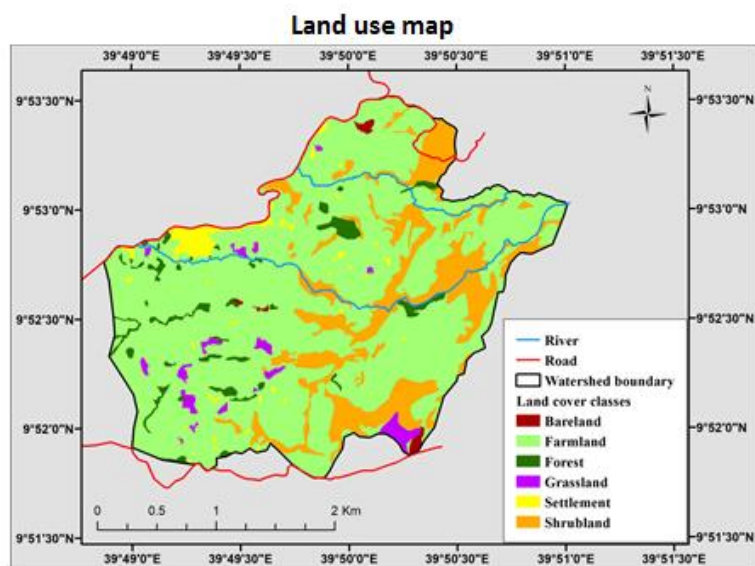 Land use map
39°49'0"E 39°49'0"E 39°50'0"E 39°50'30"E 39°51'0"E 39°51'30"E
9°53'30"N 9°53'30"N
N
9°53'0"N 9°53'0"N
9°52'30"N 9°52'30"N
9°52'0"N 9°52'0"N
9°51'30"N 9°51'30"N
River
Road
Watershed boundary
Land cover classes
Bareland
Farmland
Forest
Grassland
Settlement
Shrubland
0 0.5 1 2 Km
39°49'0"E 39°49'30"E 39°50'0"E 39°50'30"E 39°51'0"E 39°51'30"E